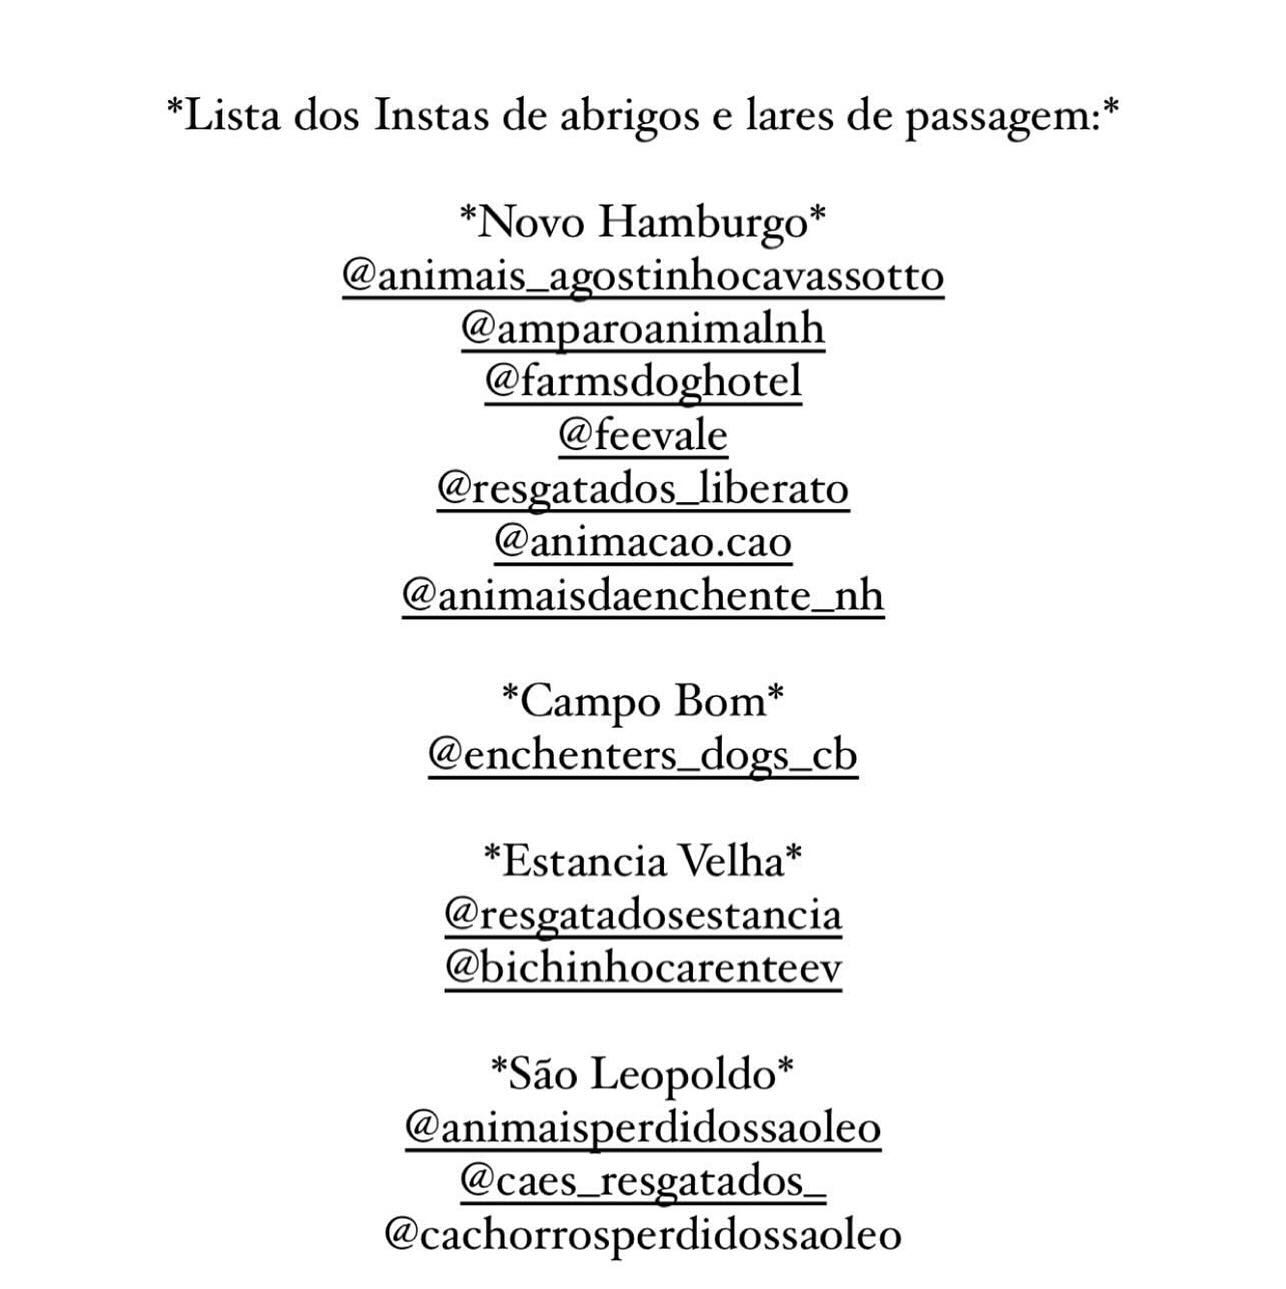 *Lista dos Instas de abrigos e lares de passagem:*
*Novo Hamburgo*
@animais_agostinhocavassotto
@amparoanimalnh
@farmsdoghotel
@feevale
@resgatados_liberato
@animacao.cao
@animaisdaenchente_nh
*Campo Bom*
@enchenters_dogs_cb
*Estancia Velha*
@resgatadosestancia
@bichinhocarenteev
*São Leopoldo*
@animaisperdidossaoleo
@caes_resgatados_
@cachorrosperdidossaoleo